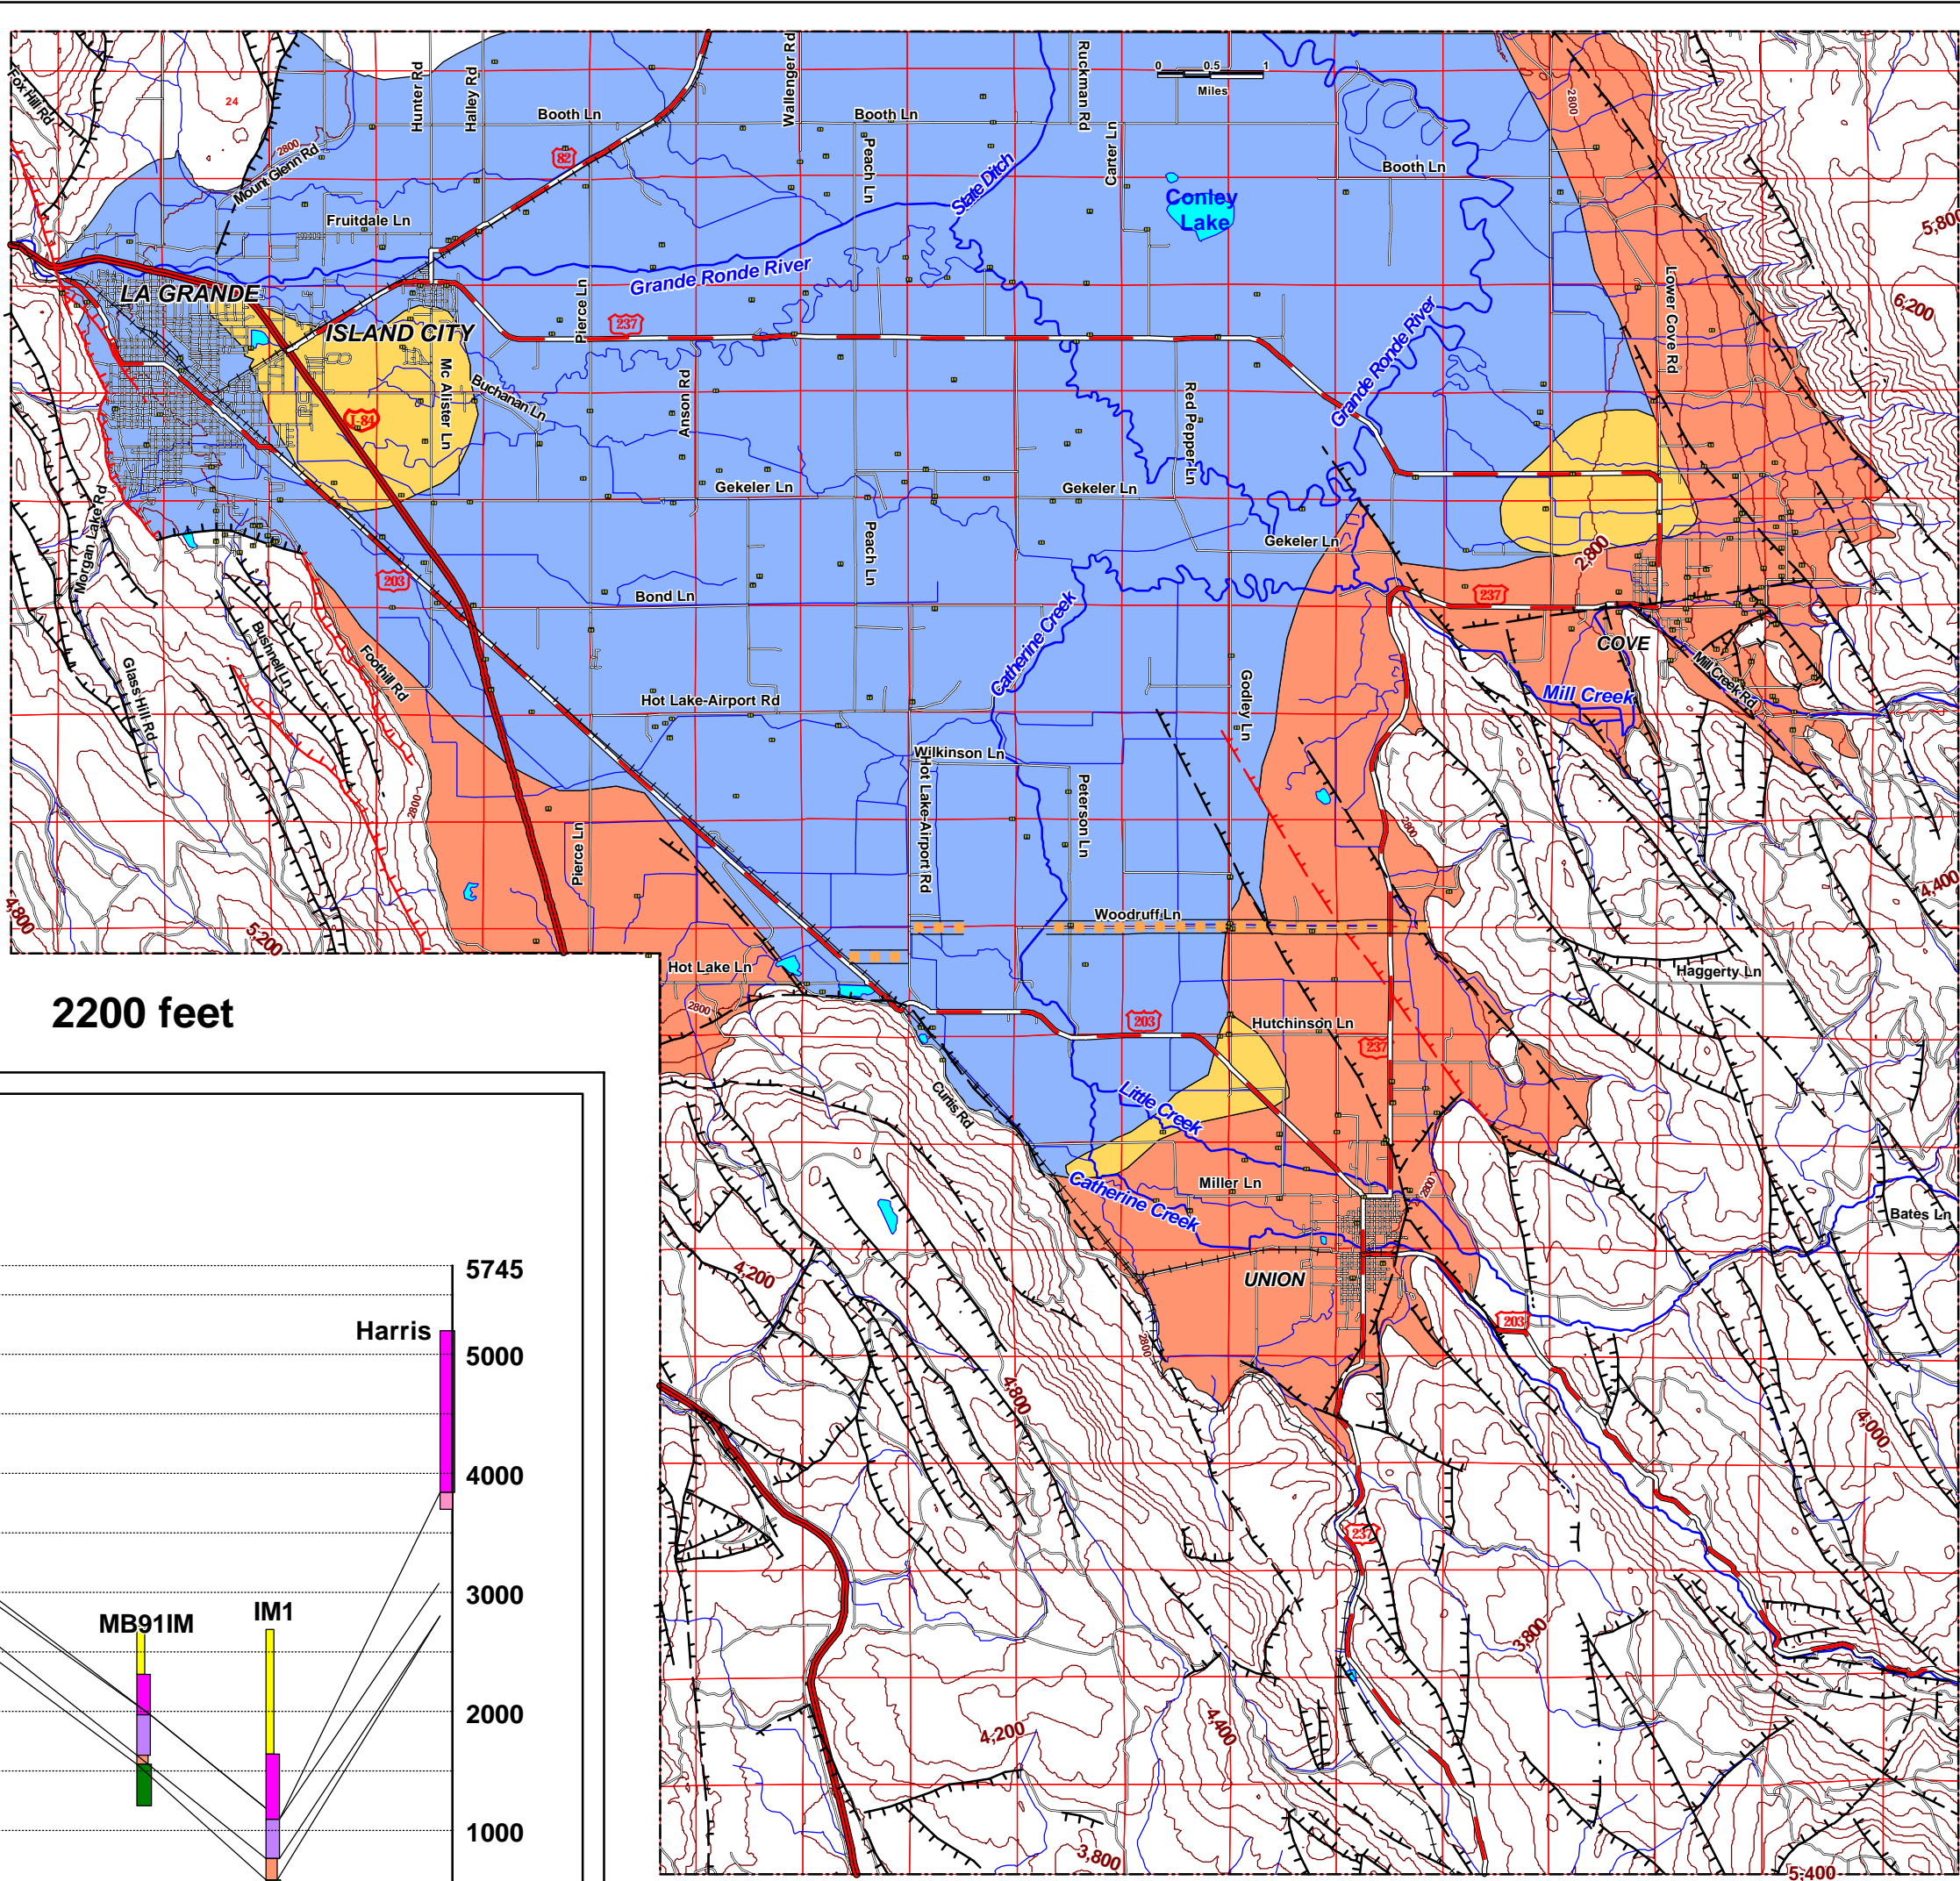 Fox Hill Rd
24
2800
Mount Glenn Rd
Hunter Rd
Halley Rd
Booth Ln
82
Wallenger Rd
Booth Ln
Peach Ln
State Ditch
Ruckman Rd
Carter Ln
0 0.5 1
Miles
Conley
Lake
Booth Ln
2800
5,800
6,200
Lower Cove Rd
Fruitdale Ln
LA GRANDE
ISLAND CITY
Grande Ronde River
237
Pierce Ln
Mc Alister Ln
Buchanan Ln
I-84
Anson Rd
Red Pepper Ln
Grande Ronde River
Gekeler Ln
Gekeler Ln
Gekeler Ln
Peach Ln
Morgan Lake Rd
203
Bond Ln
2,800
237
COVE
Mill Creek Rd
Mill Creek
Catherine Creek
Bushnell Ln
Foothill Rd
Glass Hill Rd
Hot Lake-Airport Rd
Godley Ln
Wilkinson Ln
Hot Lake-Airport Rd
Peterson Ln
2800
2800
Pierce Ln
4,800
5,200
4,400
Woodruff Ln
Hot Lake Ln
2800
Haggerty Ln
2200 feet
203
Hutchinson Ln
237
Curtis Rd
Little Creek
Catherine Creek
Miller Ln
2800
Bates Ln
UNION
4,200
203
2800
4,800
4,000
237
3,800
4,200
4,400
3,800
5,400
5745
Harris
5000
4000
3000
MB91IM
IM1
2000
1000